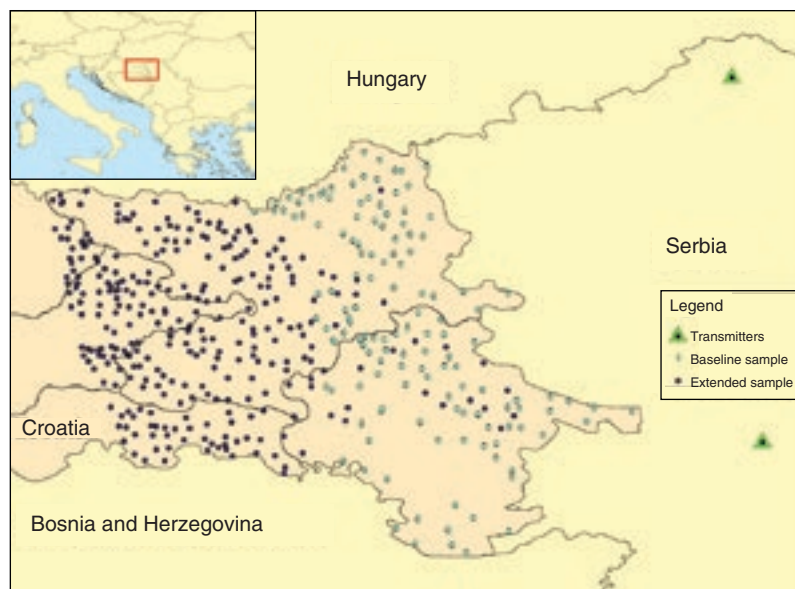 Hungary
Serbia
Legend
Transmitters
Baseline sample
Extended sample
Croatia
Bosnia and Herzegovina